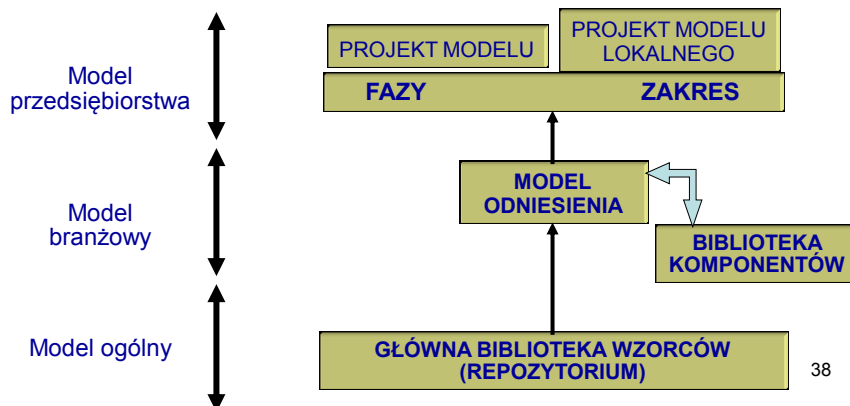 PROJEKT MODELU
PROJEKT MODELU
LOKALNEGO
Model
przedsiębiorstwa
FAZY ZAKRES
MODEL
ODNIESIENIA
Model
branżowy
BIBLIOTEKA
KOMPONENTÓW
Model ogólny
GŁÓWNA BIBLIOTEKA WZORCÓW
(REPOZYTORIUM)
38